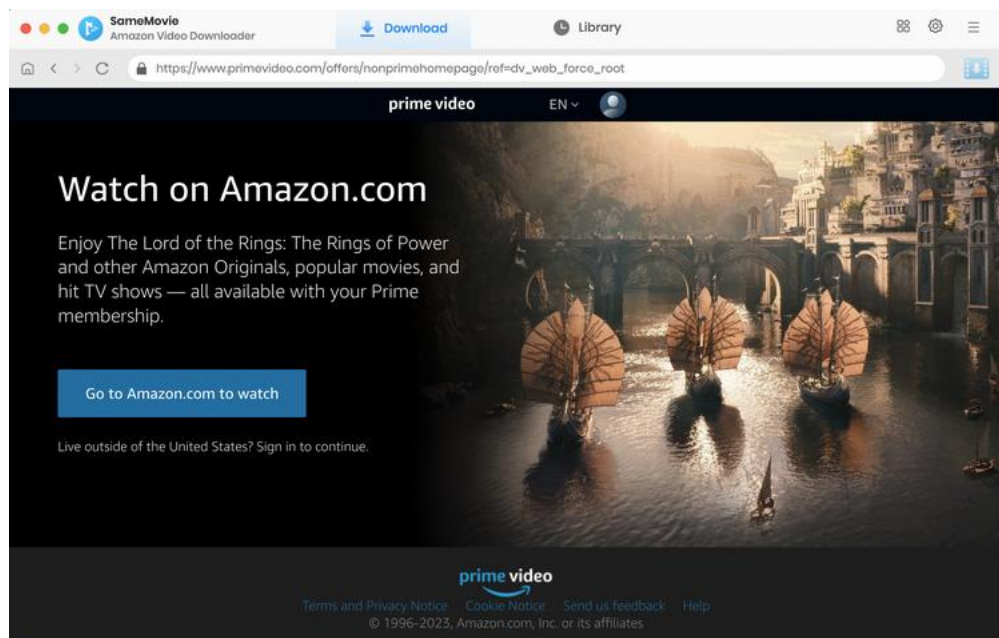 SameMovie
Amazon Video Downloader
Download
Library
https://www.primevideo.com/offers/nonprimehomepage/ref=dv_web_force_root
prime video
EN
Watch on Amazon.com
Enjoy The Lord of the Rings: The Rings of Power
and other Amazon Originals, popular movies, and
hit TV shows — all available with your Prime
membership.
Go to Amazon.com to watch
Live outside of the United States? Sign in to continue.
prime video
Terms and Privacy Notice Cookie Notice Send us feedback Help
© 1996-2023, Amazon.com, Inc. or its affiliates